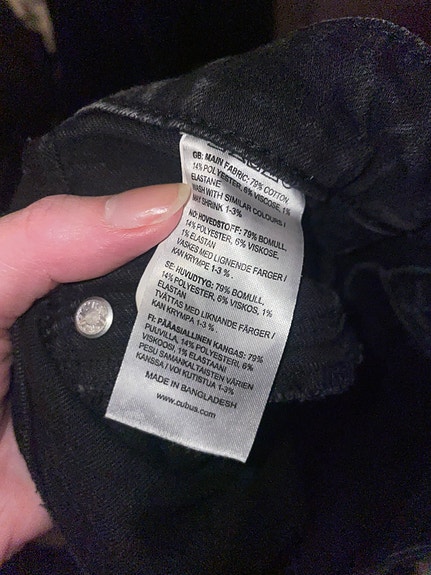 GB: MAIN FABRIC: 79% COTTON,
14% POLYESTER, 6% VISCOSE, 1%
ELASTANE
WASH WITH SIMILAR COLOURS /
MAY SHRINK 1-3%
NO: HOVEDSTOFF: 79% BOMULL,
14% POLYESTER, 6% VISKOSE,
1% ELASTAN
VASKES MED LIGNENDE FARGER /
KAN KRYMPE 1-3% .
SE: HUVUDTYG: 79% BOMULL,
14% POLYESTER, 6% VISKOS, 1%
ELASTAN
TVÄTTAS MED LIKNANDE FÄRGER /
KAN KRYMPA 1-3% .
FI: PÄÄASIALLINEN KANGAS: 79%
PUUVILLA, 14% POLYESTERI, 6%
VISKOOSI, 1% ELASTAANI
PESU SAMANKALTAISTEN VÄRIEN
KANSSA / VOI KUTISTUA 1-3%
MADE IN BANGLADESH
www.cubus.com